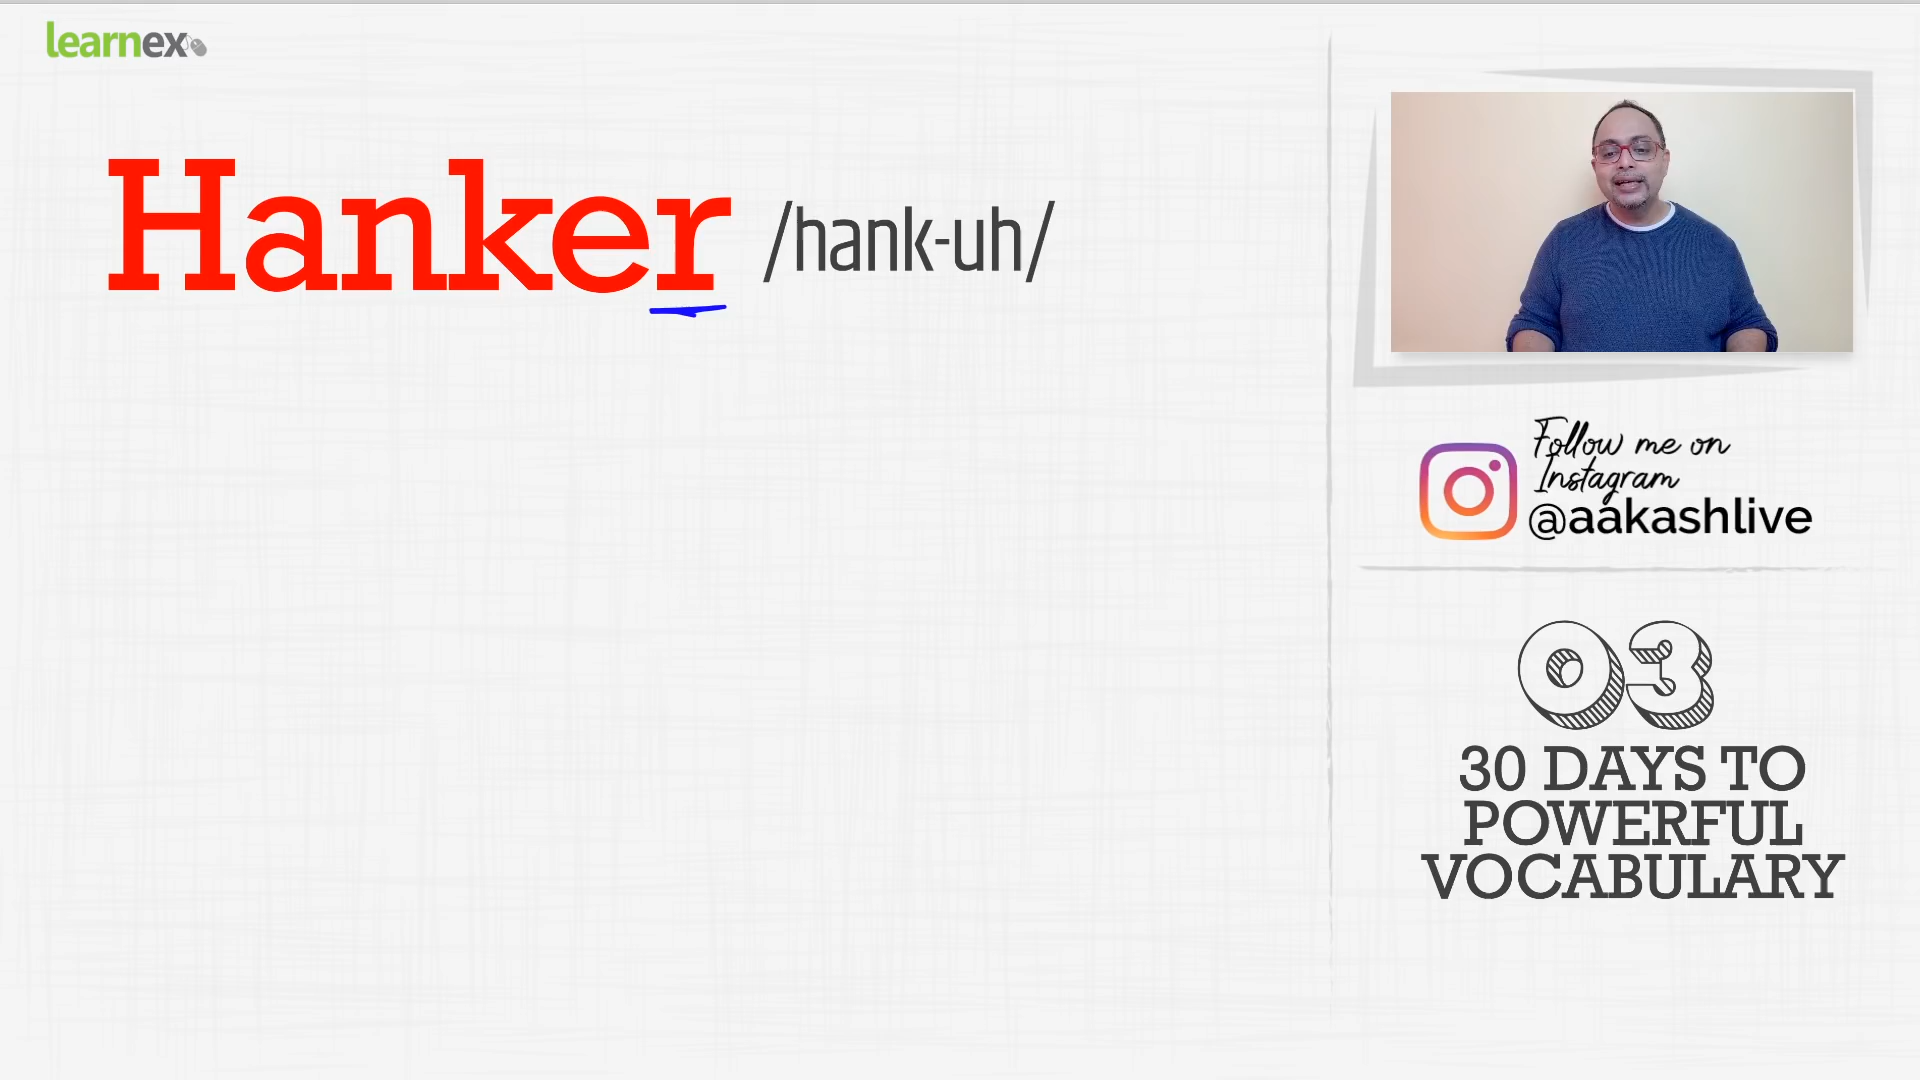 learnex
Hanker /hank-uh/
Follow me on
Instagram
@aakashlive
03
30 DAYS TO
POWERFUL
VOCABULARY